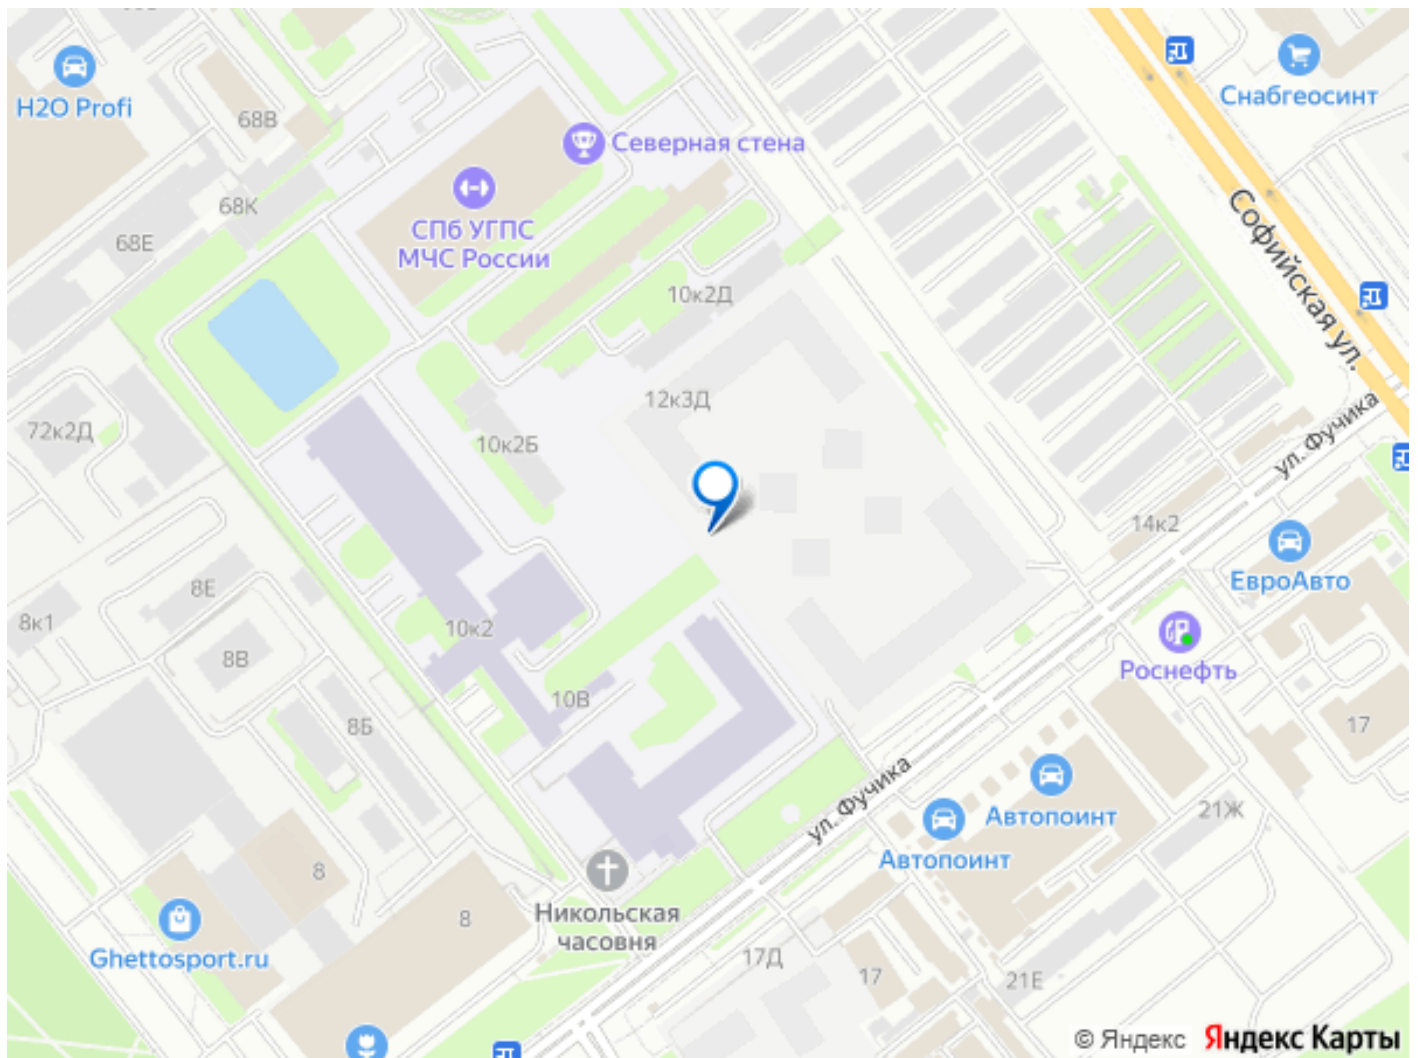 H2O Profi
68В
68К
68Е
Северная стена
СПб УГПС
МЧС России
Снабгеосинт
Софийская ул.
10к2Д
12к3Д
10к2Б
72к2Д
ул. Фучика
14к2
ЕвроАвто
Роснефть
8Е
8к1
8В
10к2
10В
8Б
17
ул. Фучика
Автопоинт
Автопоинт
21Ж
8
8
Никольская
часовня
Ghettosport.ru
17Д
17
21Е
© Яндекс Яндекс Карты